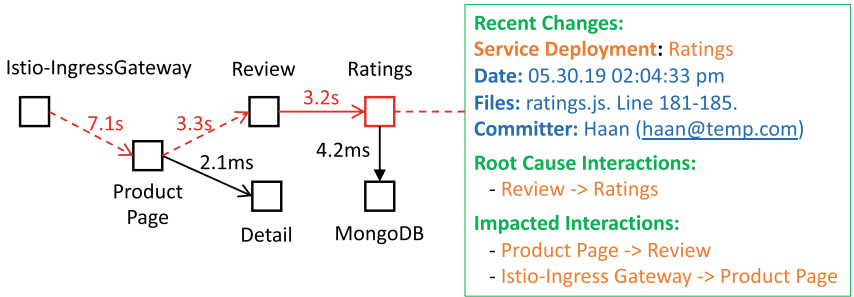 Istio-IngressGateway
Review
Ratings
7.1s
3.3s
3.2s
2.1ms
4.2ms
Product
Page
Detail
MongoDB
Recent Changes:
Service Deployment: Ratings
Date: 05.30.19 02:04:33 pm
Files: ratings.js. Line 181-185.
Committer: Haan (haan@temp.com)
Root Cause Interactions:
- Review -> Ratings
Impacted Interactions:
- Product Page -> Review
- Istio-Ingress Gateway -> Product Page